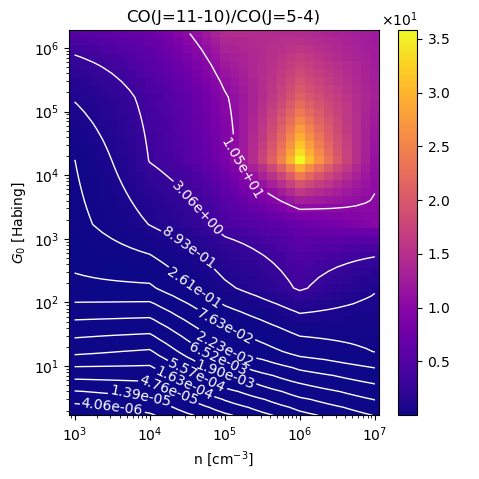 CO(J=11-10)/CO(J=5-4)
×10¹
10⁶
10⁵
10⁴
10³
10²
10¹
G₀ [Habing]
1.05e+01
3.06e+00
8.93e-01
2.61e-01
7.63e-02
2.23e-02
6.52e-03
1.90e-03
5.57e-04
1.63e-04
4.76e-05
1.39e-05
4.06e-06
3.5
3.0
2.5
2.0
1.5
1.0
0.5
10³ 10⁴ 10⁵ 10⁶ 10⁷
n [cm⁻³]